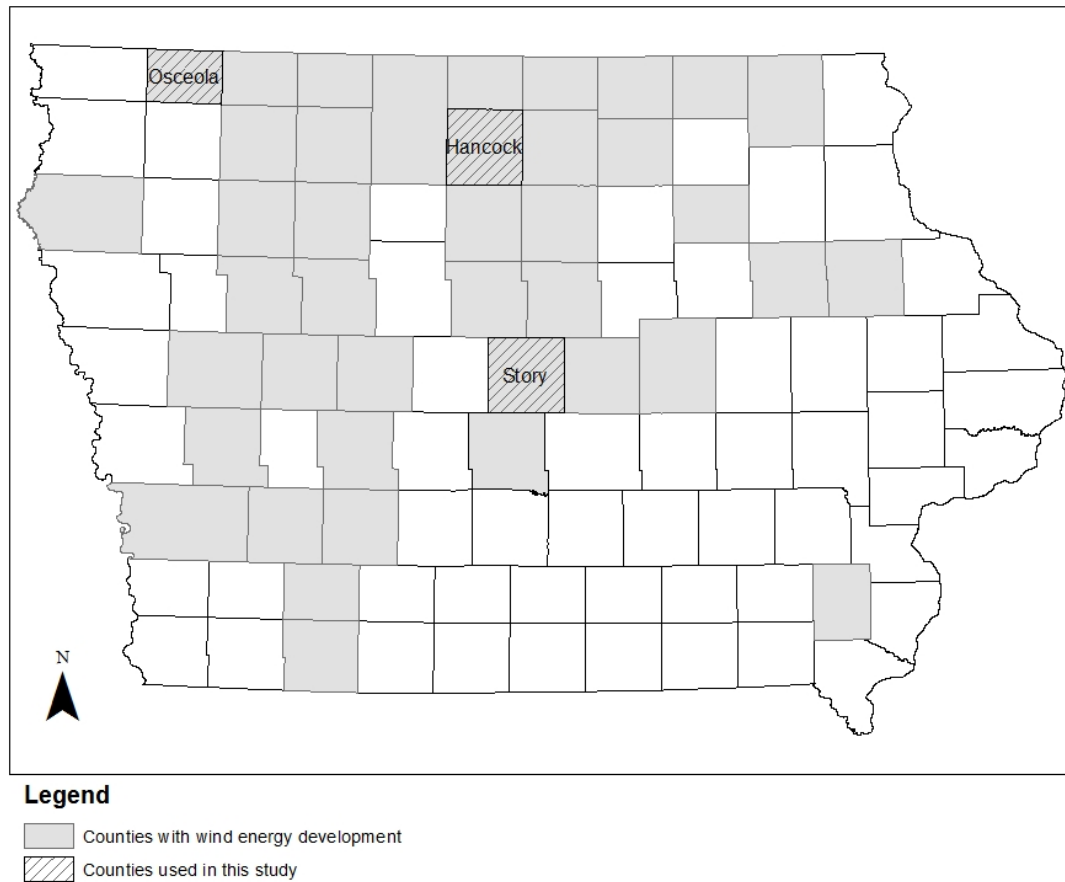 Osceola
Hancock
Story
N
Legend
Counties with wind energy development
Counties used in this study